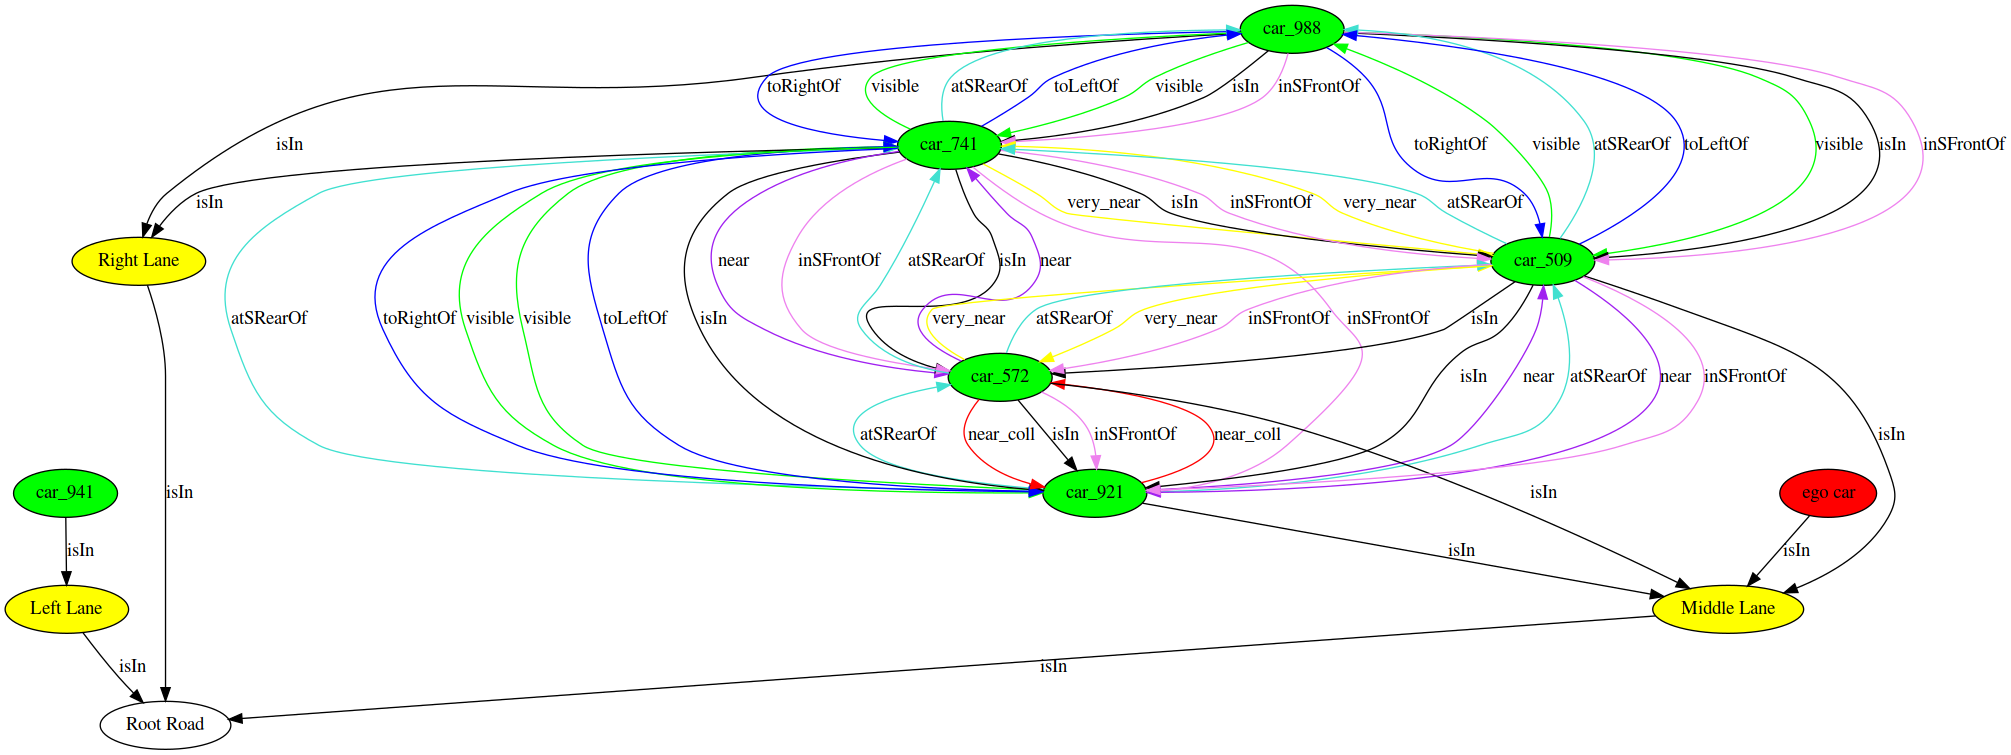 car_988
toRightOf
visible
atSRearOf
toLeftOf
visible
isIn
inSFrontOf
isIn
car_741
toRightOf
visible
atSRearOf
toLeftOf
visible
isIn
inSFrontOf
isIn
very_near
isIn
inSFrontOf
very_near
atSRearOf
Right Lane
near
inSFrontOf
atSRearOf
isIn
near
car_509
atSRearOf
toRightOf
visible
visible
toLeftOf
isIn
very_near
atSRearOf
very_near
inSFrontOf
inSFrontOf
isIn
car_572
isIn
near
atSRearOf
near
inSFrontOf
atSRearOf
near_coll
isIn
inSFrontOf
near_coll
isIn
car_941
isIn
car_921
isIn
ego car
isIn
isIn
isIn
Left Lane
Middle Lane
isIn
isIn
Root Road